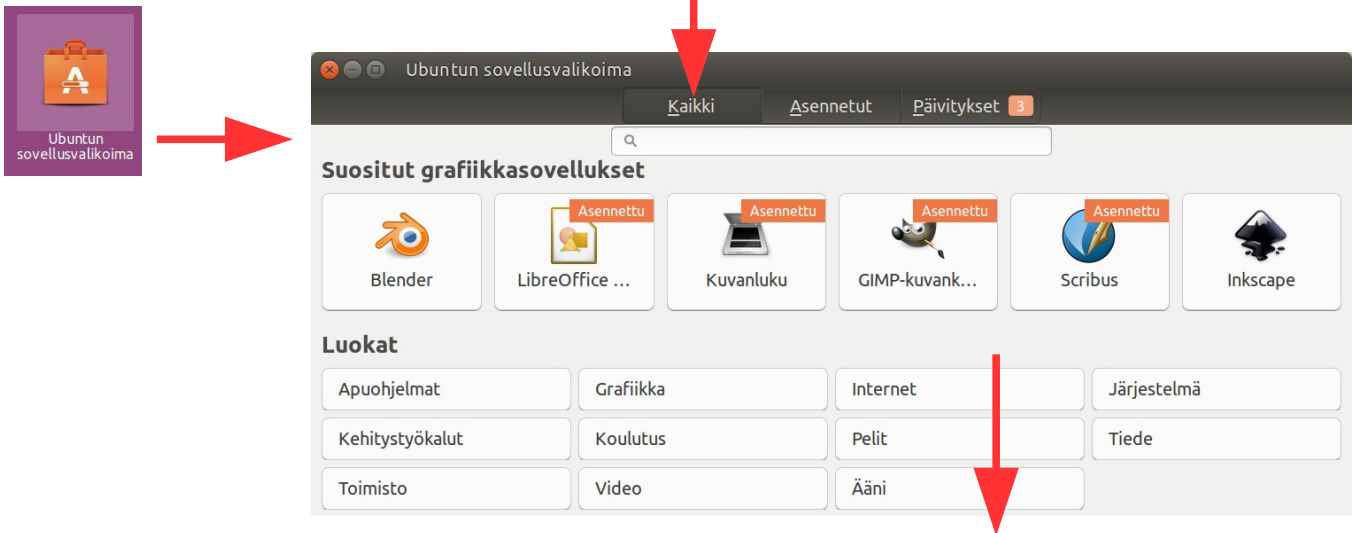 Ubuntun
sovellusvalikoima
Ubuntun sovellusvalikoima
Kaikki Asennetut Päivitykset 3
Suositut grafiikkasovellukset
Asennettu Asennettu Asennettu Asennettu
Blender LibreOffice ... Kuvanluku GIMP-kuvank... Scribus Inkscape
Luokat
Apuohjelmat Grafiikka Internet Järjestelmä
Kehitystyökalut Koulutus Pelit Tiede
Toimisto Video Ääni